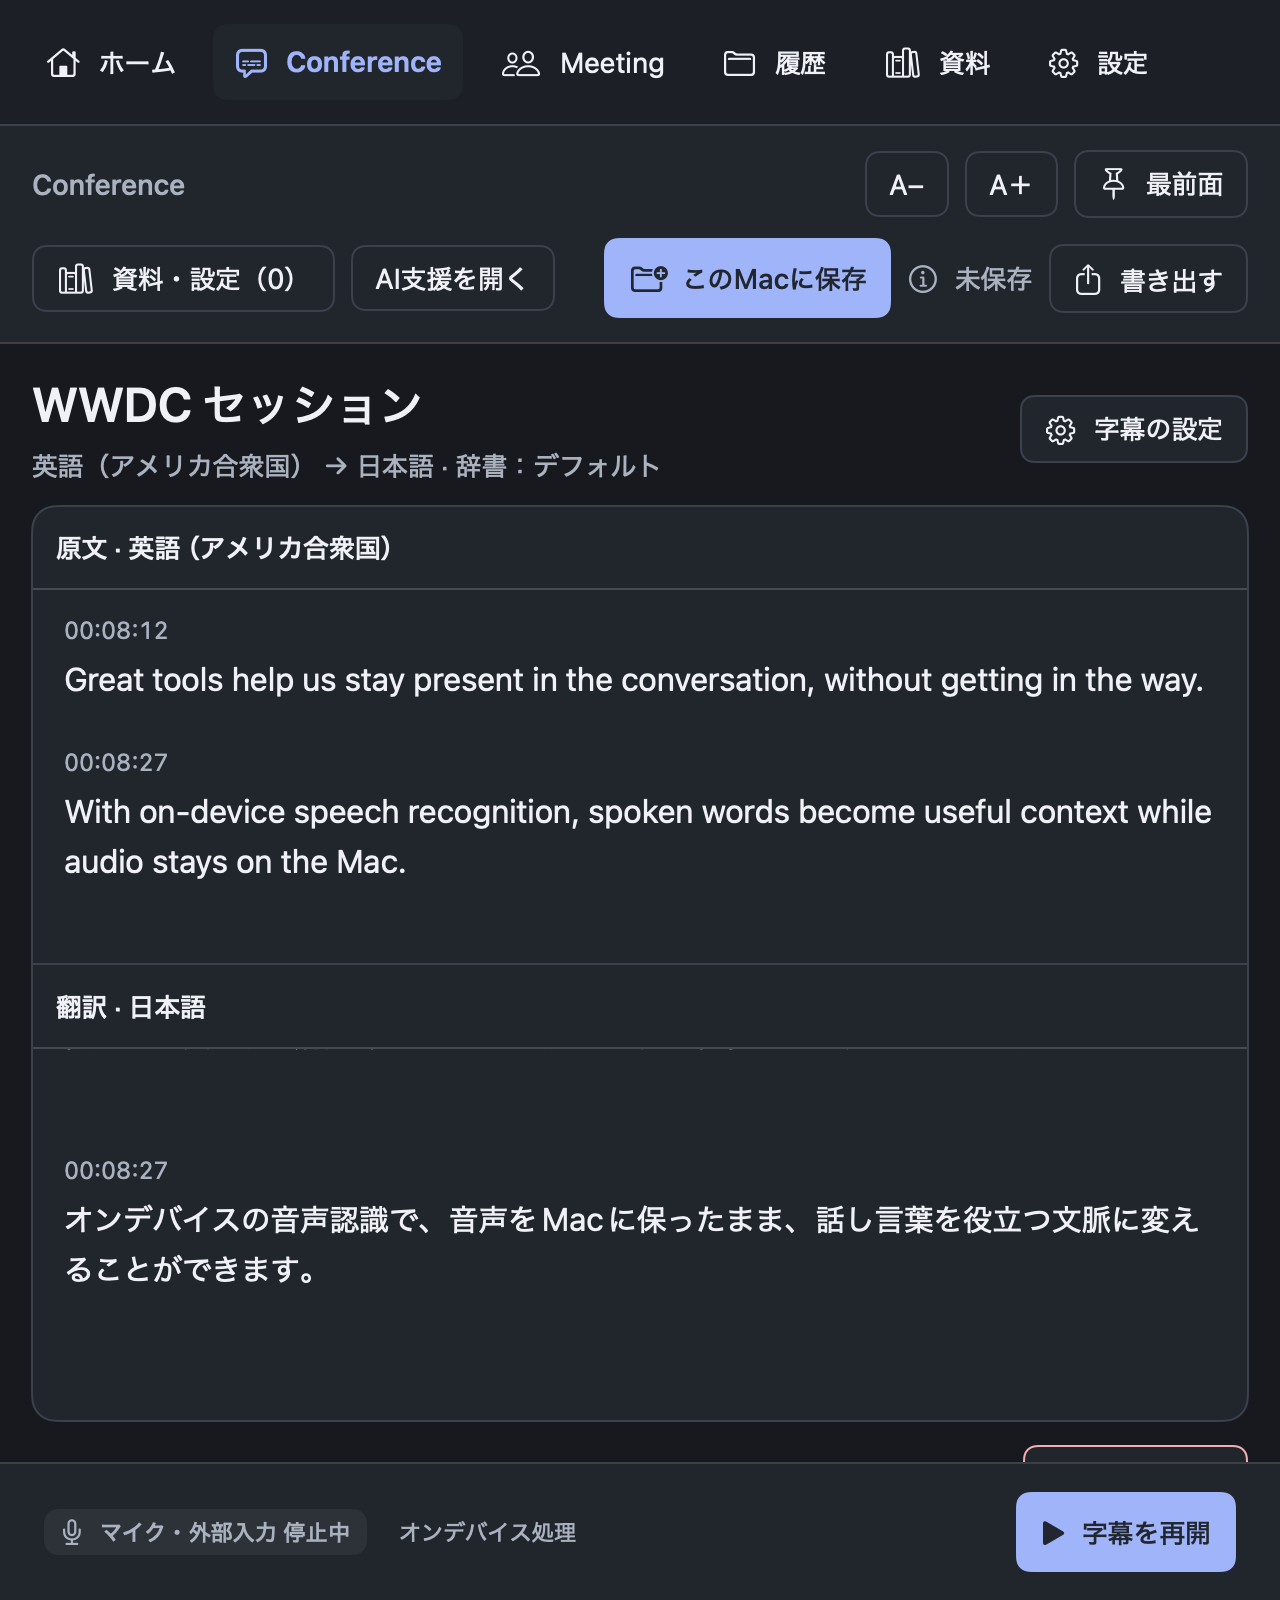 ホーム Conference Meeting 履歴 資料 設定
Conference A− A+ 最前面
資料・設定（0） AI支援を開く このMacに保存 未保存 書き出す
WWDC セッション
英語（アメリカ合衆国） → 日本語 · 辞書：デフォルト
字幕の設定
原文 · 英語（アメリカ合衆国）
00:08:12
Great tools help us stay present in the conversation, without getting in the way.
00:08:27
With on-device speech recognition, spoken words become useful context while
audio stays on the Mac.
翻訳 · 日本語
00:08:27
オンデバイスの音声認識で、音声をMacに保ったまま、話し言葉を役立つ文脈に変え
ることができます。
マイク・外部入力 停止中 オンデバイス処理 字幕を再開